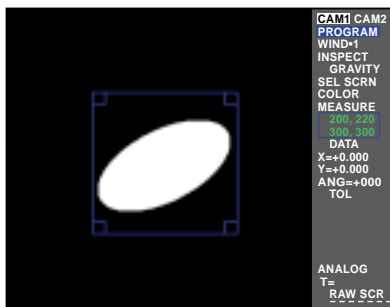 CAM1 CAM2
PROGRAM
WIND•1
INSPECT
GRAVITY
SEL SCRN
COLOR
MEASURE
200, 220
300, 300
DATA
X=+0.000
Y=+0.000
ANG=+000
TOL
ANALOG
T=
RAW SCR